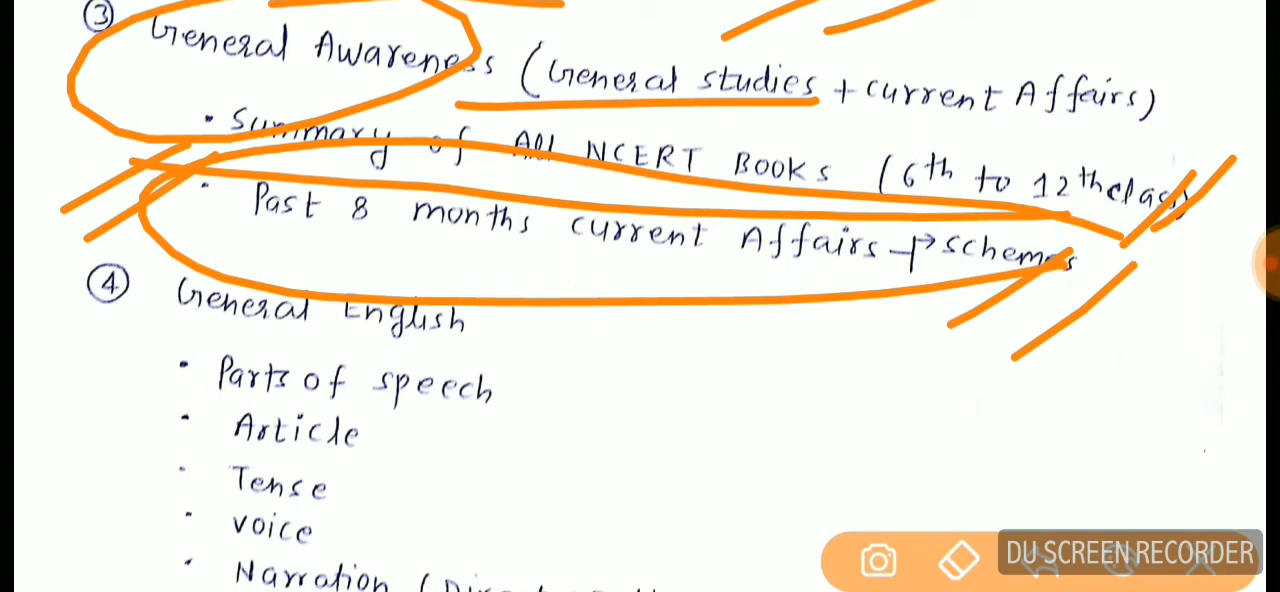 ③ General Awareness (General studies + current Affairs)
• Summary of All NCERT Books (6th to 12th class)
• Past 8 months current Affairs → schemes
④ General English
• Parts of speech
• Article
• Tense
• voice
• Narration (
DU SCREEN RECORDER